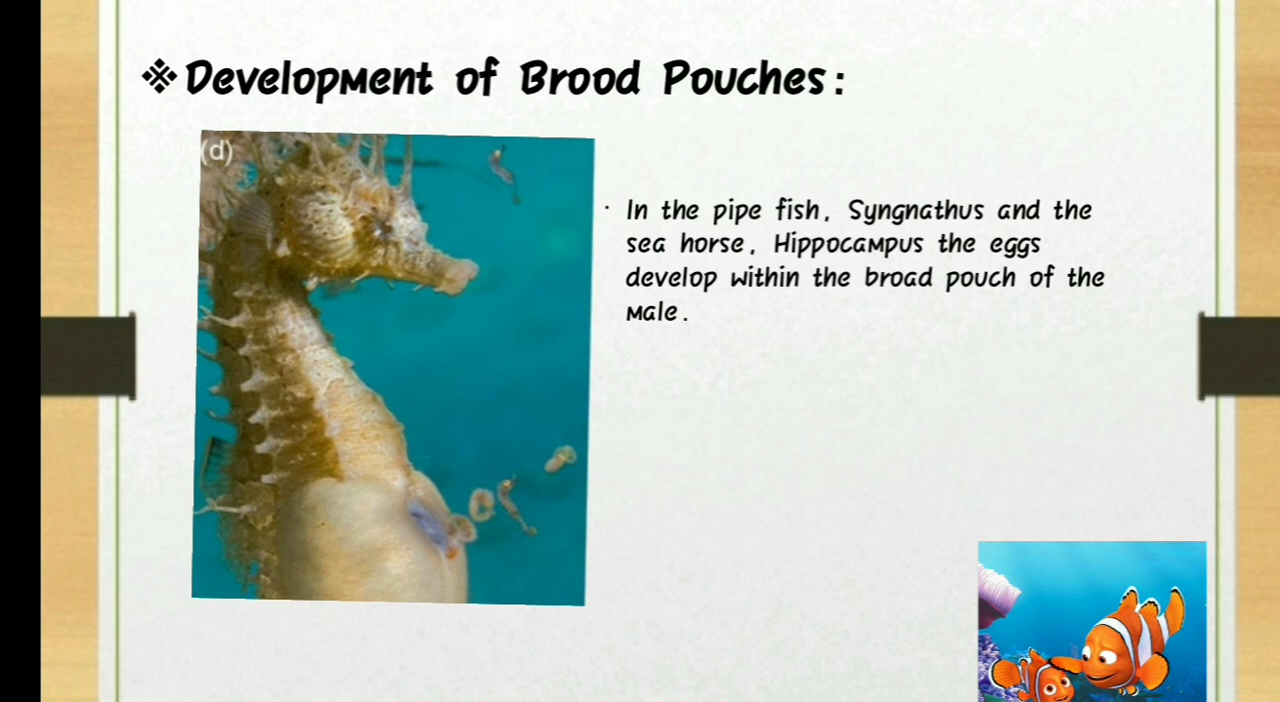 ❖Development of Brood Pouches:
(d)
· In the pipe fish, Syngnathus and the
sea horse, Hippocampus the eggs
develop within the broad pouch of the
male.